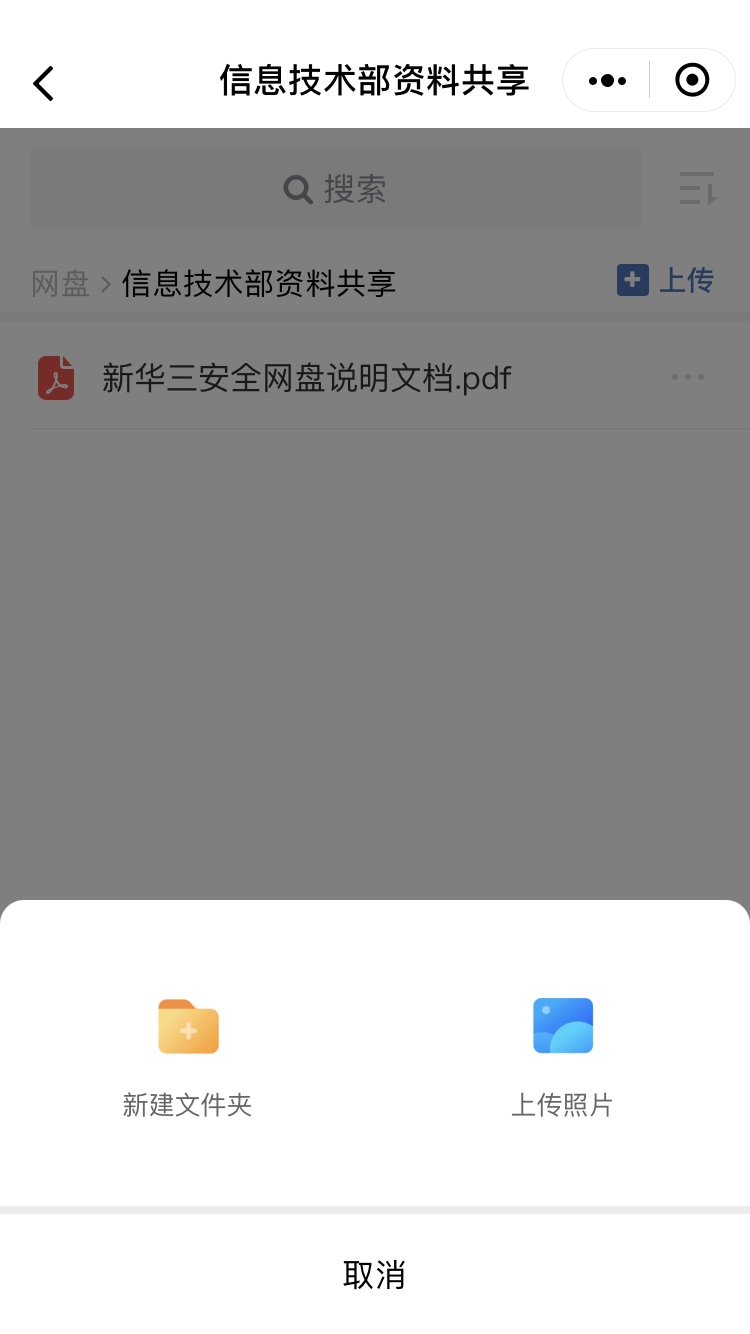 信息技术部资料共享
搜索
网盘 > 信息技术部资料共享 上传
新华三安全网盘说明文档.pdf
新建文件夹 上传照片
取消